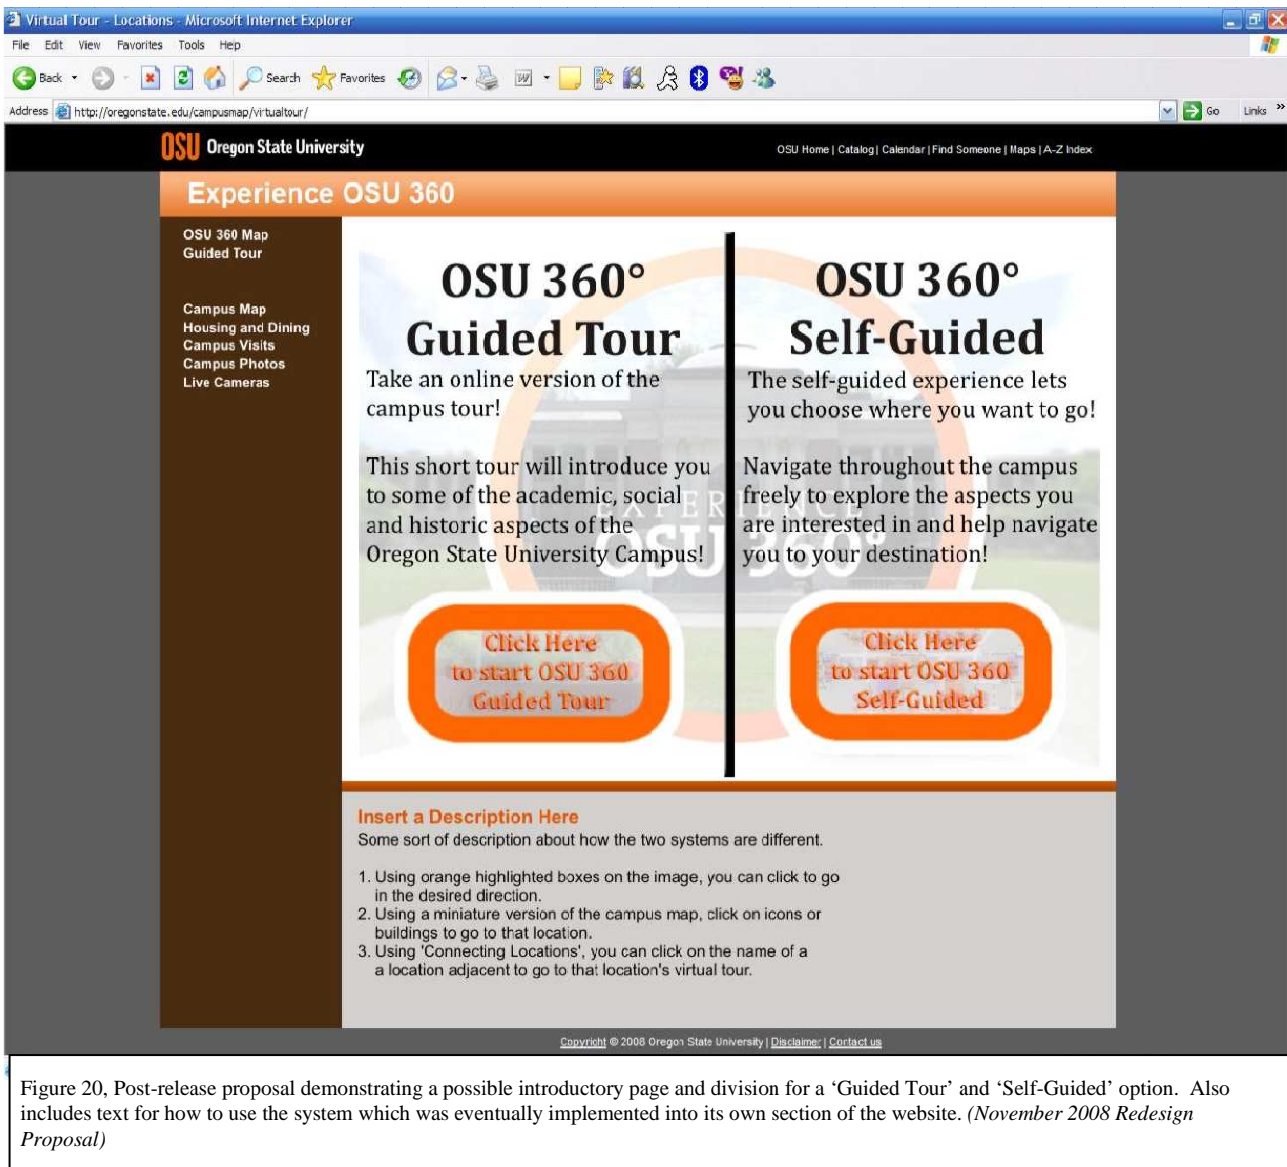 Virtual Tour - Locations - Microsoft Internet Explorer
File Edit View Favorites Tools Help
Back Search Favorites
Address http://oregonstate.edu/campusmap/virtualtour/ Go Links »
OSU Oregon State University
OSU Home | Catalog | Calendar | Find Someone | Maps | A-Z Index
Experience OSU 360
OSU 360 Map
Guided Tour
Campus Map
Housing and Dining
Campus Visits
Campus Photos
Live Cameras
OSU 360°
Guided Tour
Take an online version of the
campus tour!
This short tour will introduce you
to some of the academic, social
and historic aspects of the
Oregon State University Campus!
Click Here
to start OSU 360
Guided Tour
OSU 360°
Self-Guided
The self-guided experience lets
you choose where you want to go!
Navigate throughout the campus
freely to explore the aspects you
are interested in and help navigate
you to your destination!
Click Here
to start OSU 360
Self-Guided
EXPERIENCE
OSU 360°
Insert a Description Here
Some sort of description about how the two systems are different.
1. Using orange highlighted boxes on the image, you can click to go
in the desired direction.
2. Using a miniature version of the campus map, click on icons or
buildings to go to that location.
3. Using 'Connecting Locations', you can click on the name of a
a location adjacent to go to that location's virtual tour.
Copyright © 2008 Oregon State University | Disclaimer | Contact us
Figure 20, Post-release proposal demonstrating a possible introductory page and division for a ‘Guided Tour’ and ‘Self-Guided’ option. Also
includes text for how to use the system which was eventually implemented into its own section of the website. (November 2008 Redesign
Proposal)